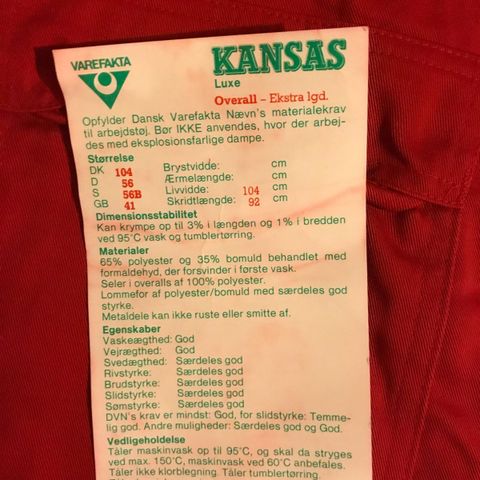 VAREFAKTA
KANSAS
Luxe
Overall – Ekstra lgd.
Opfylder Dansk Varefakta Nævn's materialekrav
til arbejdstøj. Bør IKKE anvendes, hvor der arbej-
des med eksplosionsfarlige dampe.
Størrelse
DK 104 Brystvidde: cm
D 56 Ærmelængde: cm
S 56B Livvidde: 104 cm
GB 41 Skridtlængde: 92 cm
Dimensionsstabilitet
Kan krympe op til 3% i længden og 1% i bredden
ved 95°C vask og tumblertørring.
Materialer
65% polyester og 35% bomuld behandlet med
formaldehyd, der forsvinder i første vask.
Seler i overalls af 100% polyester.
Lommefor af polyester/bomuld med særdeles god
styrke.
Metaldele kan ikke ruste eller smitte af.
Egenskaber
Vaskeægthed: God
Vejrægthed: God
Svedægthed: Særdeles god
Rivstyrke: Særdeles god
Brudstyrke: Særdeles god
Slidstyrke: Særdeles god
Sømstyrke: Særdeles god
DVN's krav er mindst: God, for slidstyrke: Temme-
lig god. Andre muligheder: Særdeles god og God.
Vedligeholdelse
Tåler maskinvask op til 95°C, og skal da stryges
ved max. 150°C, maskinvask ved 60°C anbefales.
Tåler ikke klorblegning. Tåler tumblertørring.